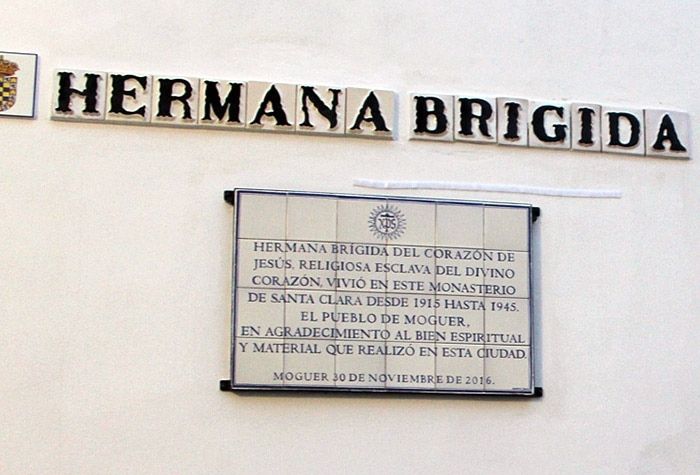 HERMANA BRIGIDA
HERMANA BRÍGIDA DEL CORAZÓN DE
JESÚS, RELIGIOSA ESCLAVA DEL DIVINO
CORAZÓN, VIVIÓ EN ESTE MONASTERIO
DE SANTA CLARA DESDE 1915 HASTA 1945.
EL PUEBLO DE MOGUER,
EN AGRADECIMIENTO AL BIEN ESPIRITUAL
Y MATERIAL QUE REALIZÓ EN ESTA CIUDAD.
MOGUER 30 DE NOVIEMBRE DE 2016.